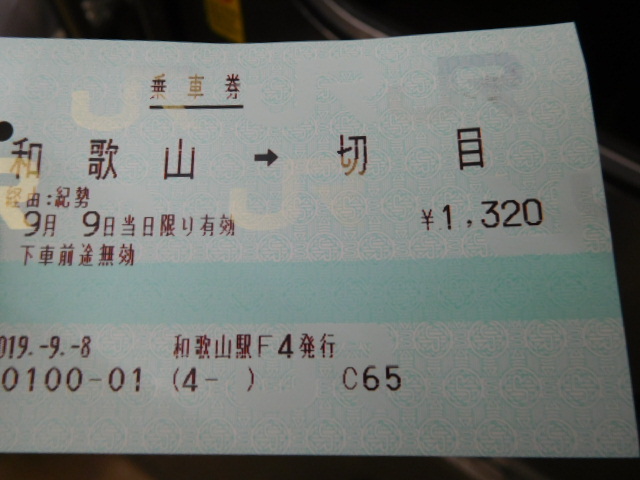 乗車券
和歌山 → 切目
経由:紀勢
9月 9日当日限り有効 ¥1,320
下車前途無効
2019.-9.-8 和歌山駅F4発行
00100-01 (4- ) C65